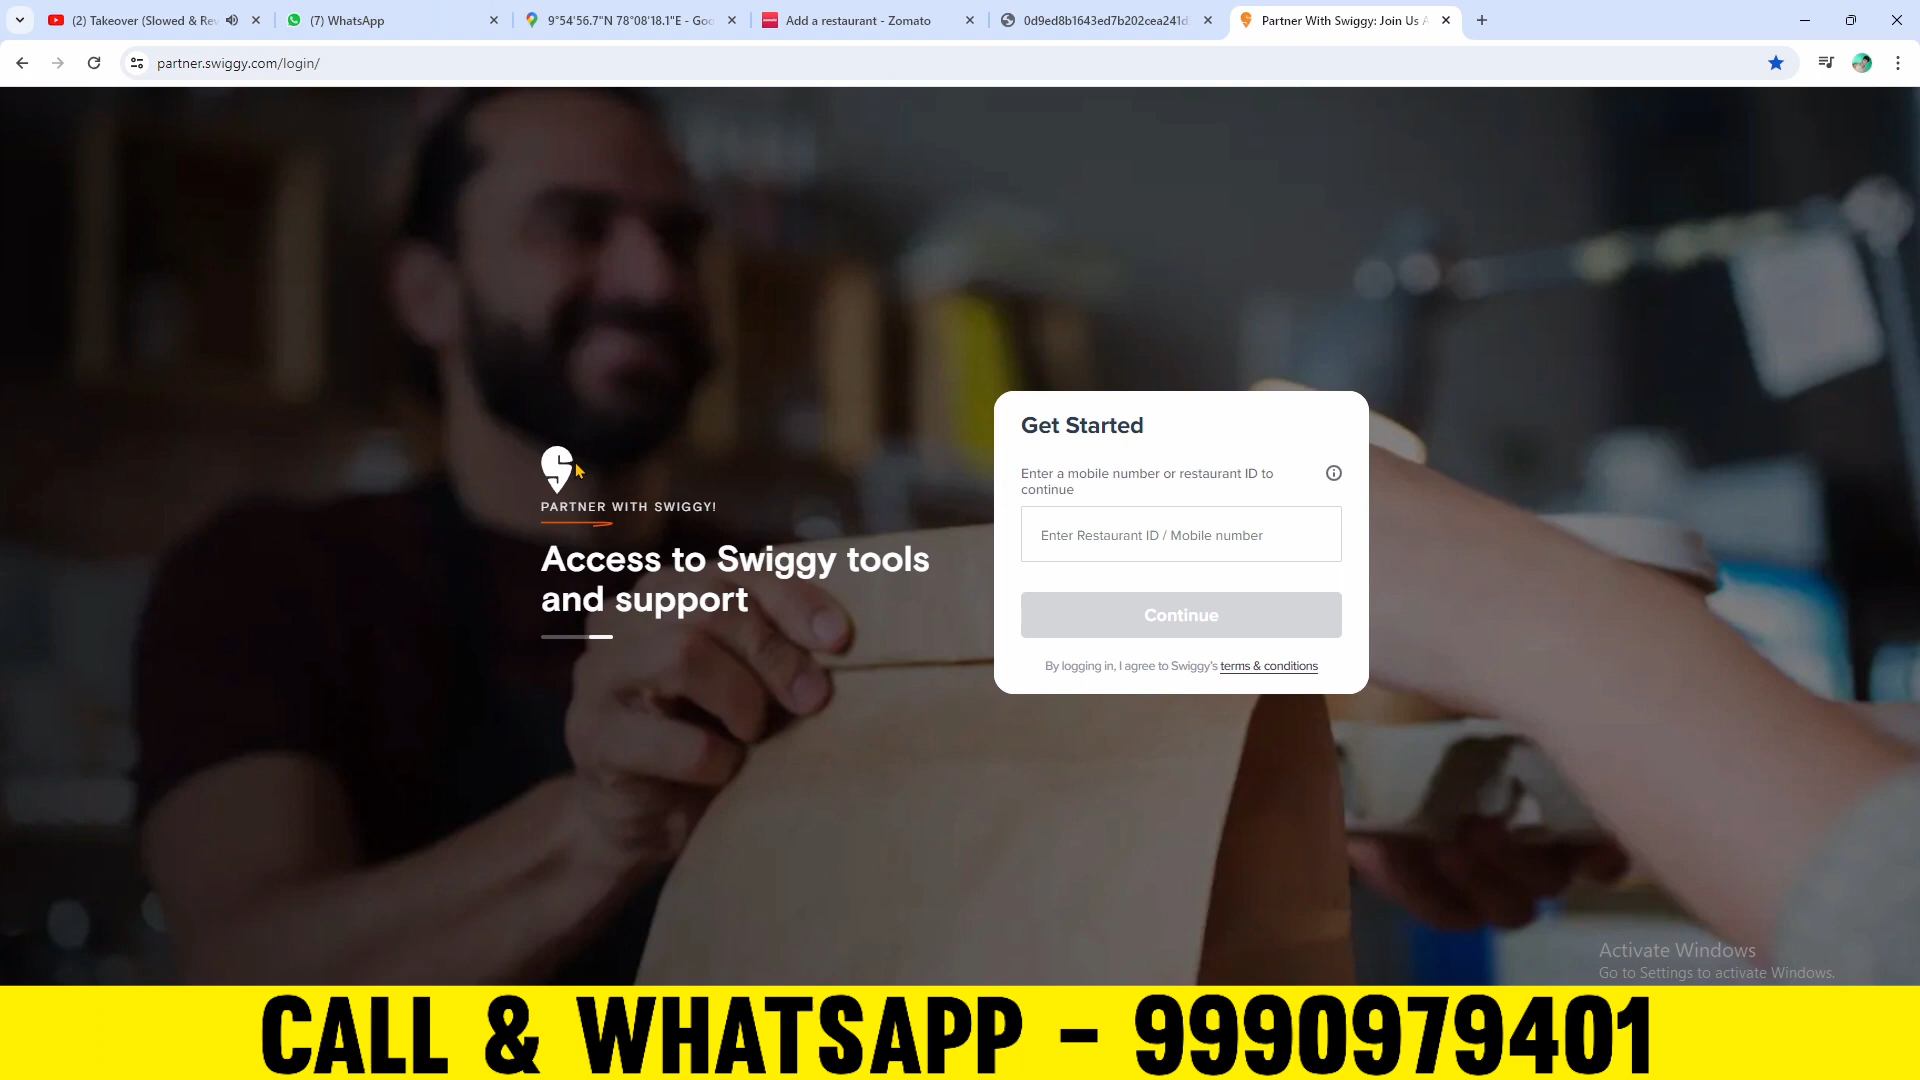 (2) Takeover (Slowed & Rev
(7) WhatsApp
9°54'56.7"N 78°08'18.1"E - Goo
Add a restaurant - Zomato
0d9ed8b1643ed7b202cea241d
Partner With Swiggy: Join Us A
partner.swiggy.com/login/
PARTNER WITH SWIGGY!
Access to Swiggy tools
and support
Get Started
Enter a mobile number or restaurant ID to
continue
Enter Restaurant ID / Mobile number
Continue
By logging in, I agree to Swiggy's terms & conditions
Activate Windows
Go to Settings to activate Windows.
CALL & WHATSAPP - 9990979401